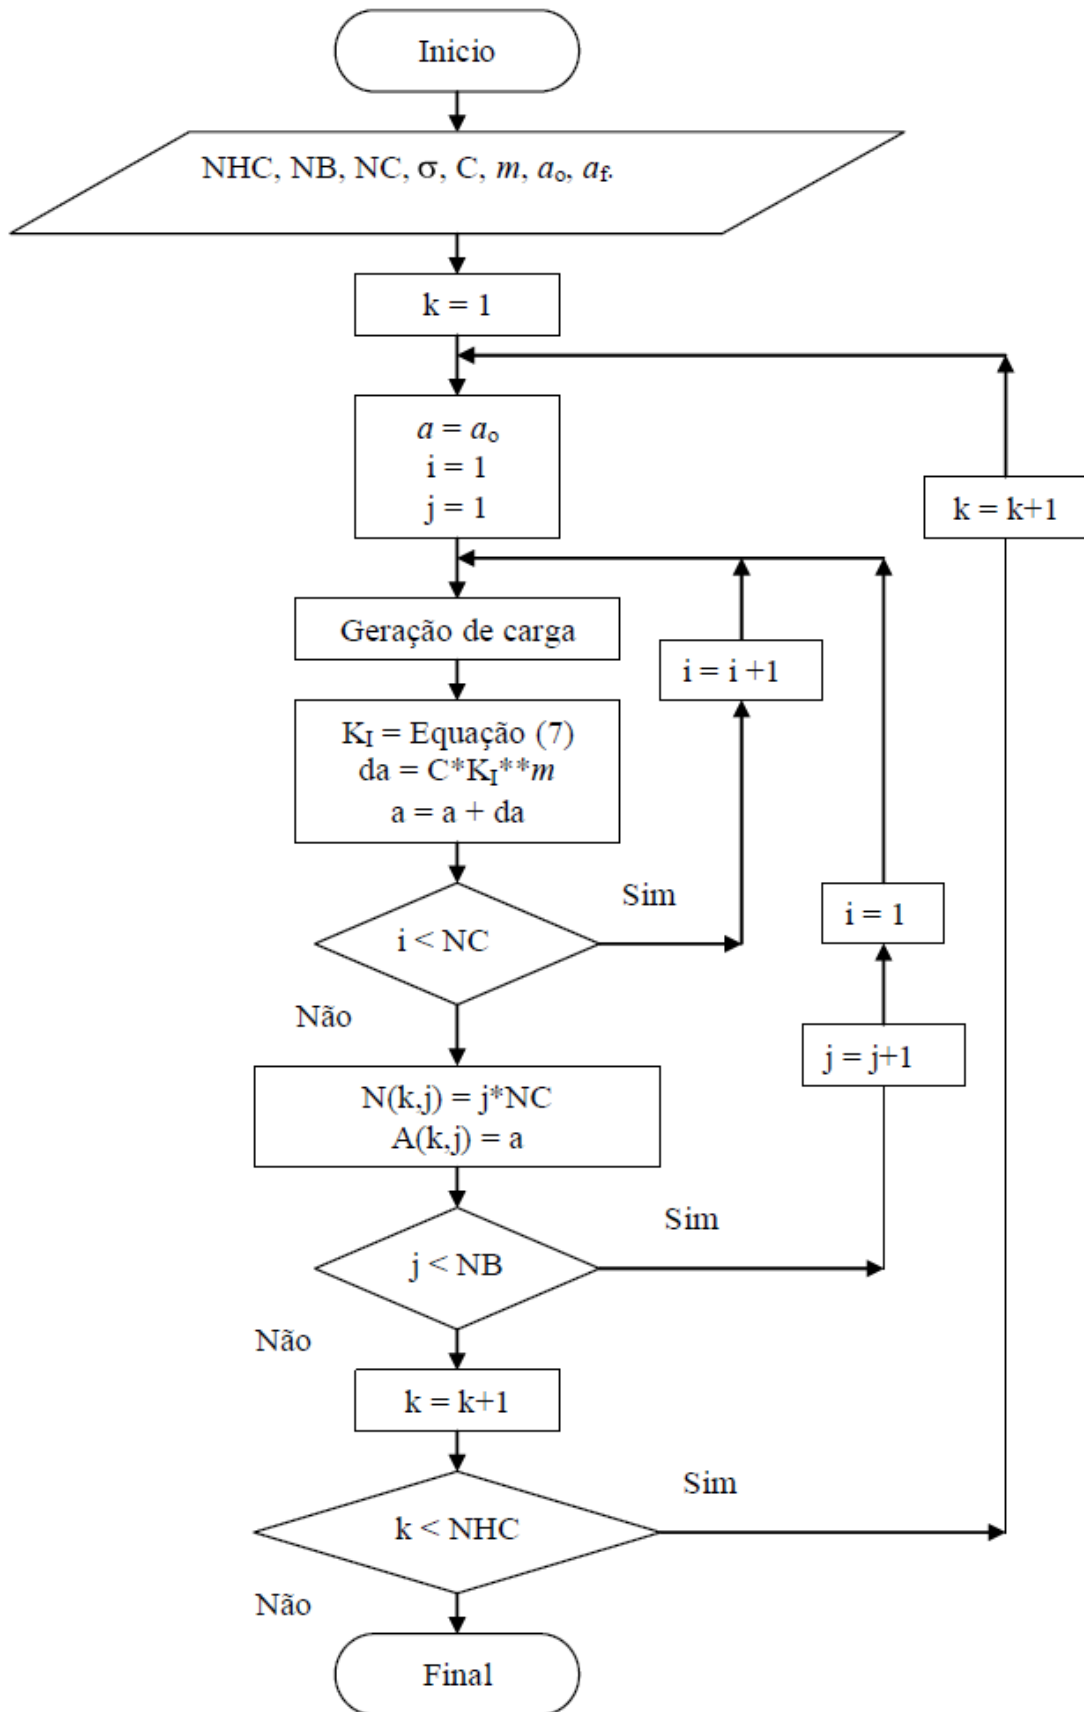 Inicio
NHC, NB, NC, σ, C, m, aₒ, a_f.
k = 1
a = aₒ
i = 1
j = 1
k = k+1
Geração de carga
i = i +1
K_I = Equação (7)
da = C*K_I**m
a = a + da
Sim
i = 1
i < NC
Não
j = j+1
N(k,j) = j*NC
A(k,j) = a
Sim
j < NB
Não
k = k+1
Sim
k < NHC
Não
Final